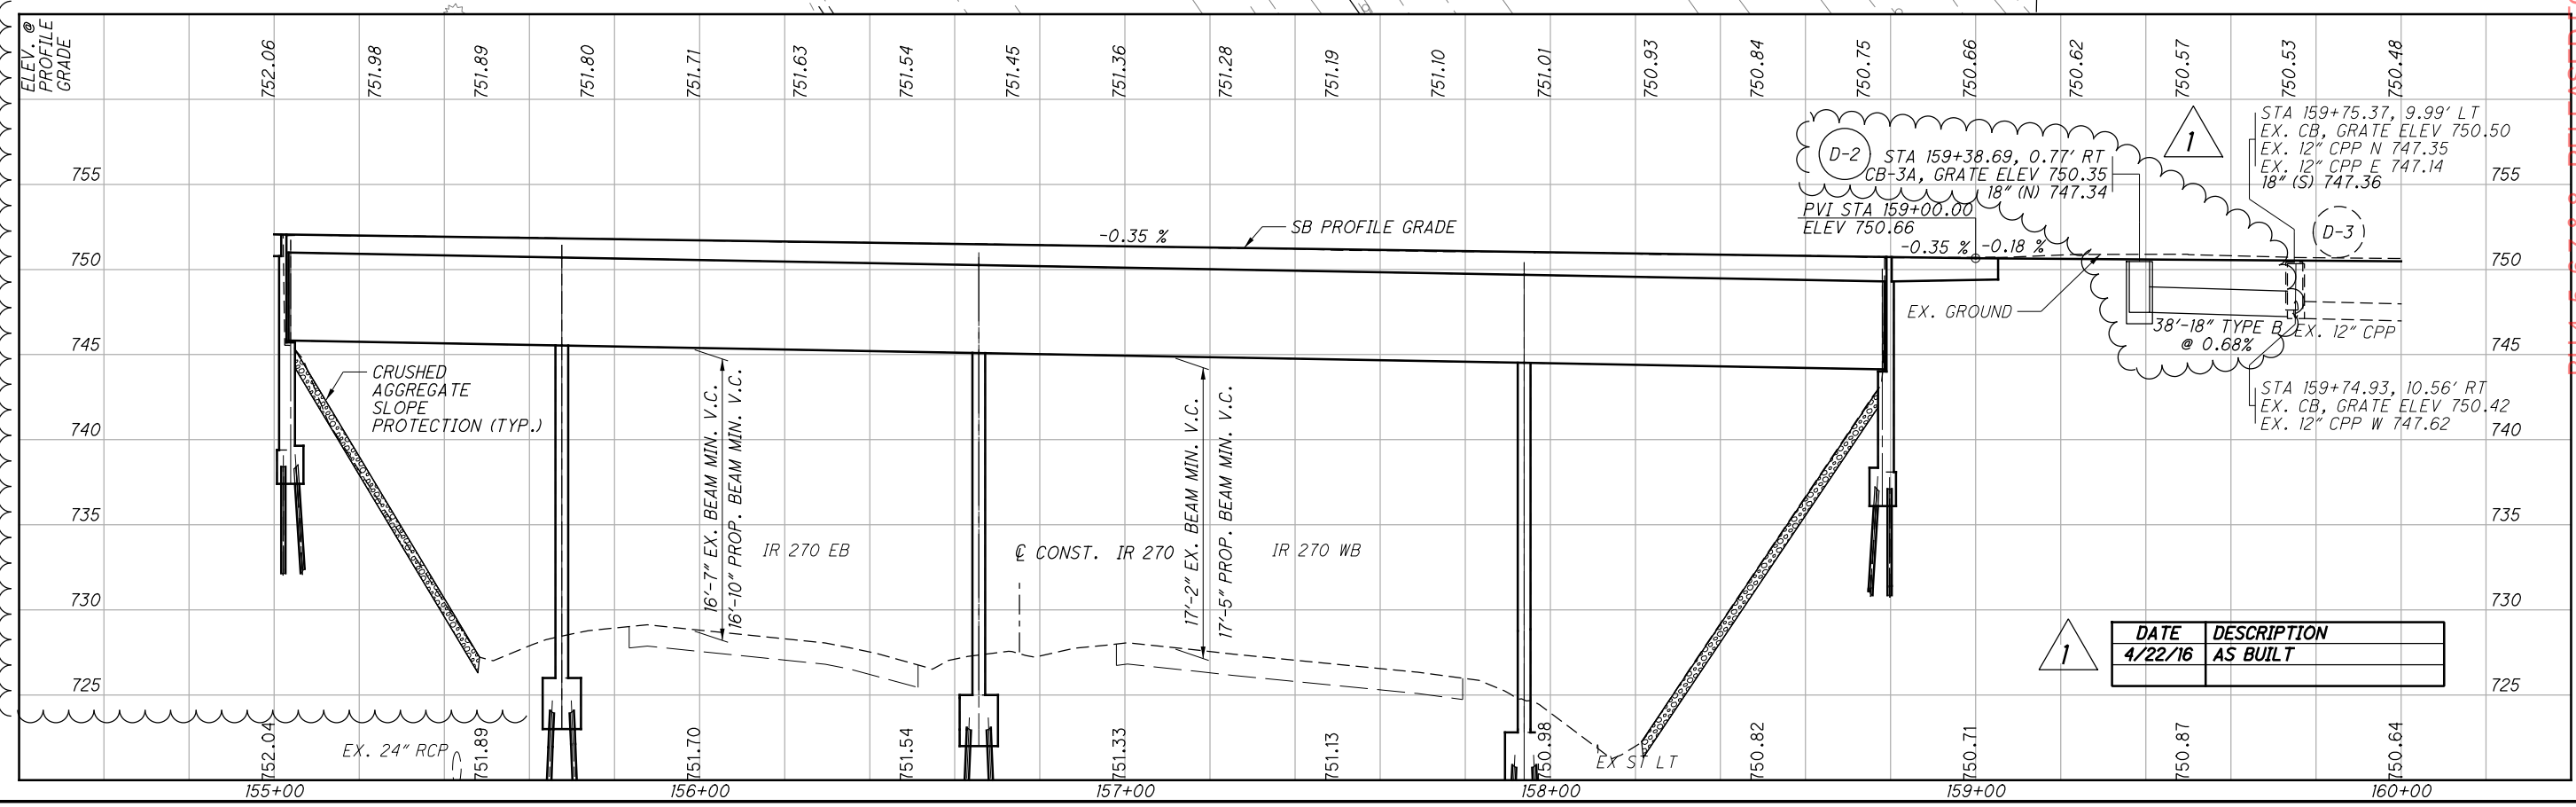 ELEV. @
PROFILE
GRADE
752.06
751.98
751.89
751.80
751.71
751.63
751.54
751.45
751.36
751.28
751.19
751.10
751.01
750.93
750.84
750.75
750.66
750.62
750.57
750.53
750.48
STA 159+75.37, 9.99' LT
EX. CB, GRATE ELEV 750.50
EX. 12" CPP N 747.35
EX. 12" CPP E 747.14
18" (S) 747.36
1
D-2
STA 159+38.69, 0.77' RT
CB-3A, GRATE ELEV 750.35
18" (N) 747.34
755
755
PVI STA 159+00.00
ELEV 750.66
D-3
-0.35 %
SB PROFILE GRADE
-0.35 %
-0.18 %
750
750
EX. GROUND
38'-18" TYPE B
@ 0.68%
EX. 12" CPP
745
745
CRUSHED
AGGREGATE
SLOPE
PROTECTION (TYP.)
16'-7" EX. BEAM MIN. V.C.
16'-10" PROP. BEAM MIN. V.C.
17'-2" EX. BEAM MIN. V.C.
17'-5" PROP. BEAM MIN. V.C.
STA 159+74.93, 10.56' RT
EX. CB, GRATE ELEV 750.42
EX. 12" CPP W 747.62
740
740
735
735
IR 270 EB
℄ CONST. IR 270
IR 270 WB
730
730
1
DATE DESCRIPTION
4/22/16 AS BUILT
725
725
EX. 24" RCP
EX ST LT
752.04
751.89
751.70
751.54
751.33
751.13
750.98
750.82
750.71
750.87
750.64
155+00
156+00
157+00
158+00
159+00
160+00